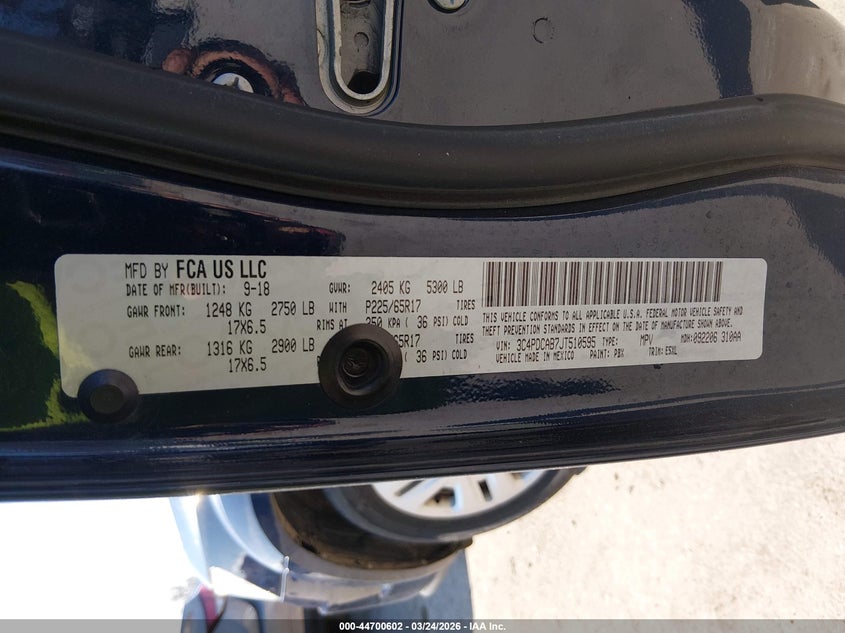 MFD BY FCA US LLC
DATE OF MFR(BUILT): 9-18 GVWR: 2405 KG 5300 LB
GAWR FRONT: 1248 KG 2750 LB WITH P225/65R17 TIRES
17X6.5 RIMS AT 250 KPA ( 36 PSI) COLD
GAWR REAR: 1316 KG 2900 LB 65R17 TIRES
17X6.5 ( 36 PSI) COLD
THIS VEHICLE CONFORMS TO ALL APPLICABLE U.S.A. FEDERAL MOTOR VEHICLE SAFETY AND
THEFT PREVENTION STANDARDS IN EFFECT ON THE DATE OF MANUFACTURE SHOWN ABOVE.
VIN: 3C4PDCAB7JT510595 TYPE: MPV MDH: 092206 310AA
VEHICLE MADE IN MEXICO PAINT: PBX TRIM: E5XL
000-44700602 - 03/24/2026 - IAA Inc.